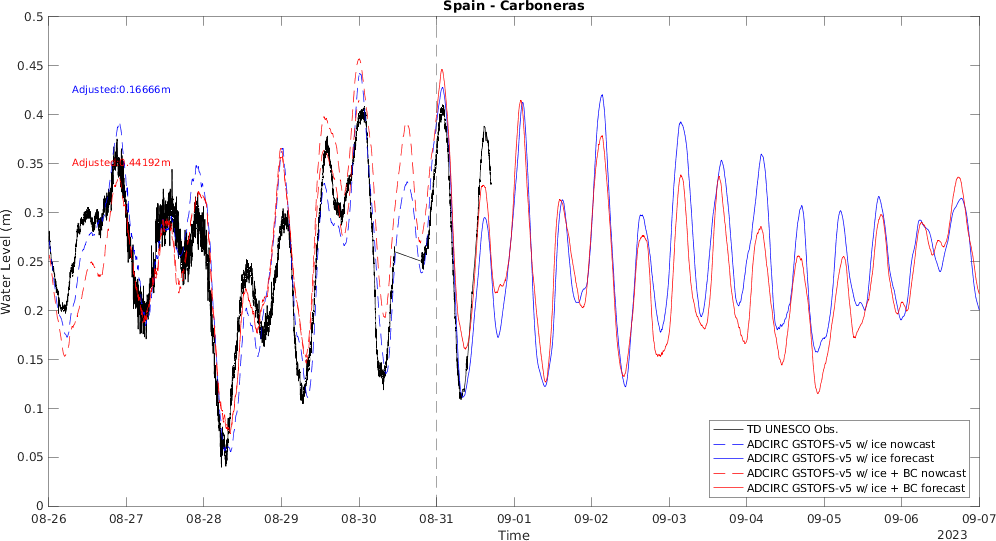 Spain - Carboneras
0.5
0.45
0.4
0.35
0.3
0.25
0.2
0.15
0.1
0.05
0
Water Level (m)
Adjusted:0.16666m
Adjusted:0.44192m
TD UNESCO Obs.
ADCIRC GSTOFS-v5 w/ ice nowcast
ADCIRC GSTOFS-v5 w/ ice forecast
ADCIRC GSTOFS-v5 w/ ice + BC nowcast
ADCIRC GSTOFS-v5 w/ ice + BC forecast
08-26 08-27 08-28 08-29 08-30 08-31 09-01 09-02 09-03 09-04 09-05 09-06 09-07
Time
2023